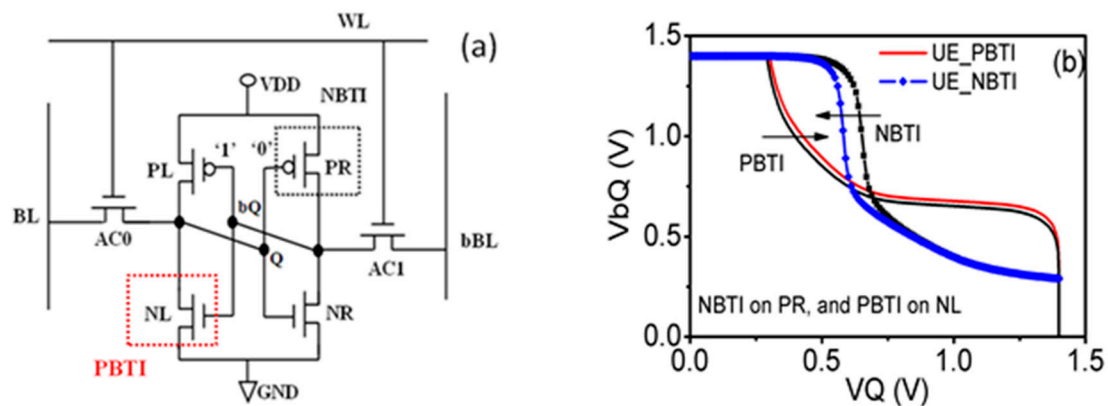 WL
(a)
VDD
NBTI
'1'
'0'
PL
PR
BL
bQ
AC0
Q
AC1
bBL
NL
NR
PBTI
GND
(b)
UE_PBTI
UE_NBTI
NBTI
PBTI
NBTI on PR, and PBTI on NL
VbQ (V)
1.5
1.0
0.5
0.0
0.0
0.5
1.0
1.5
VQ (V)